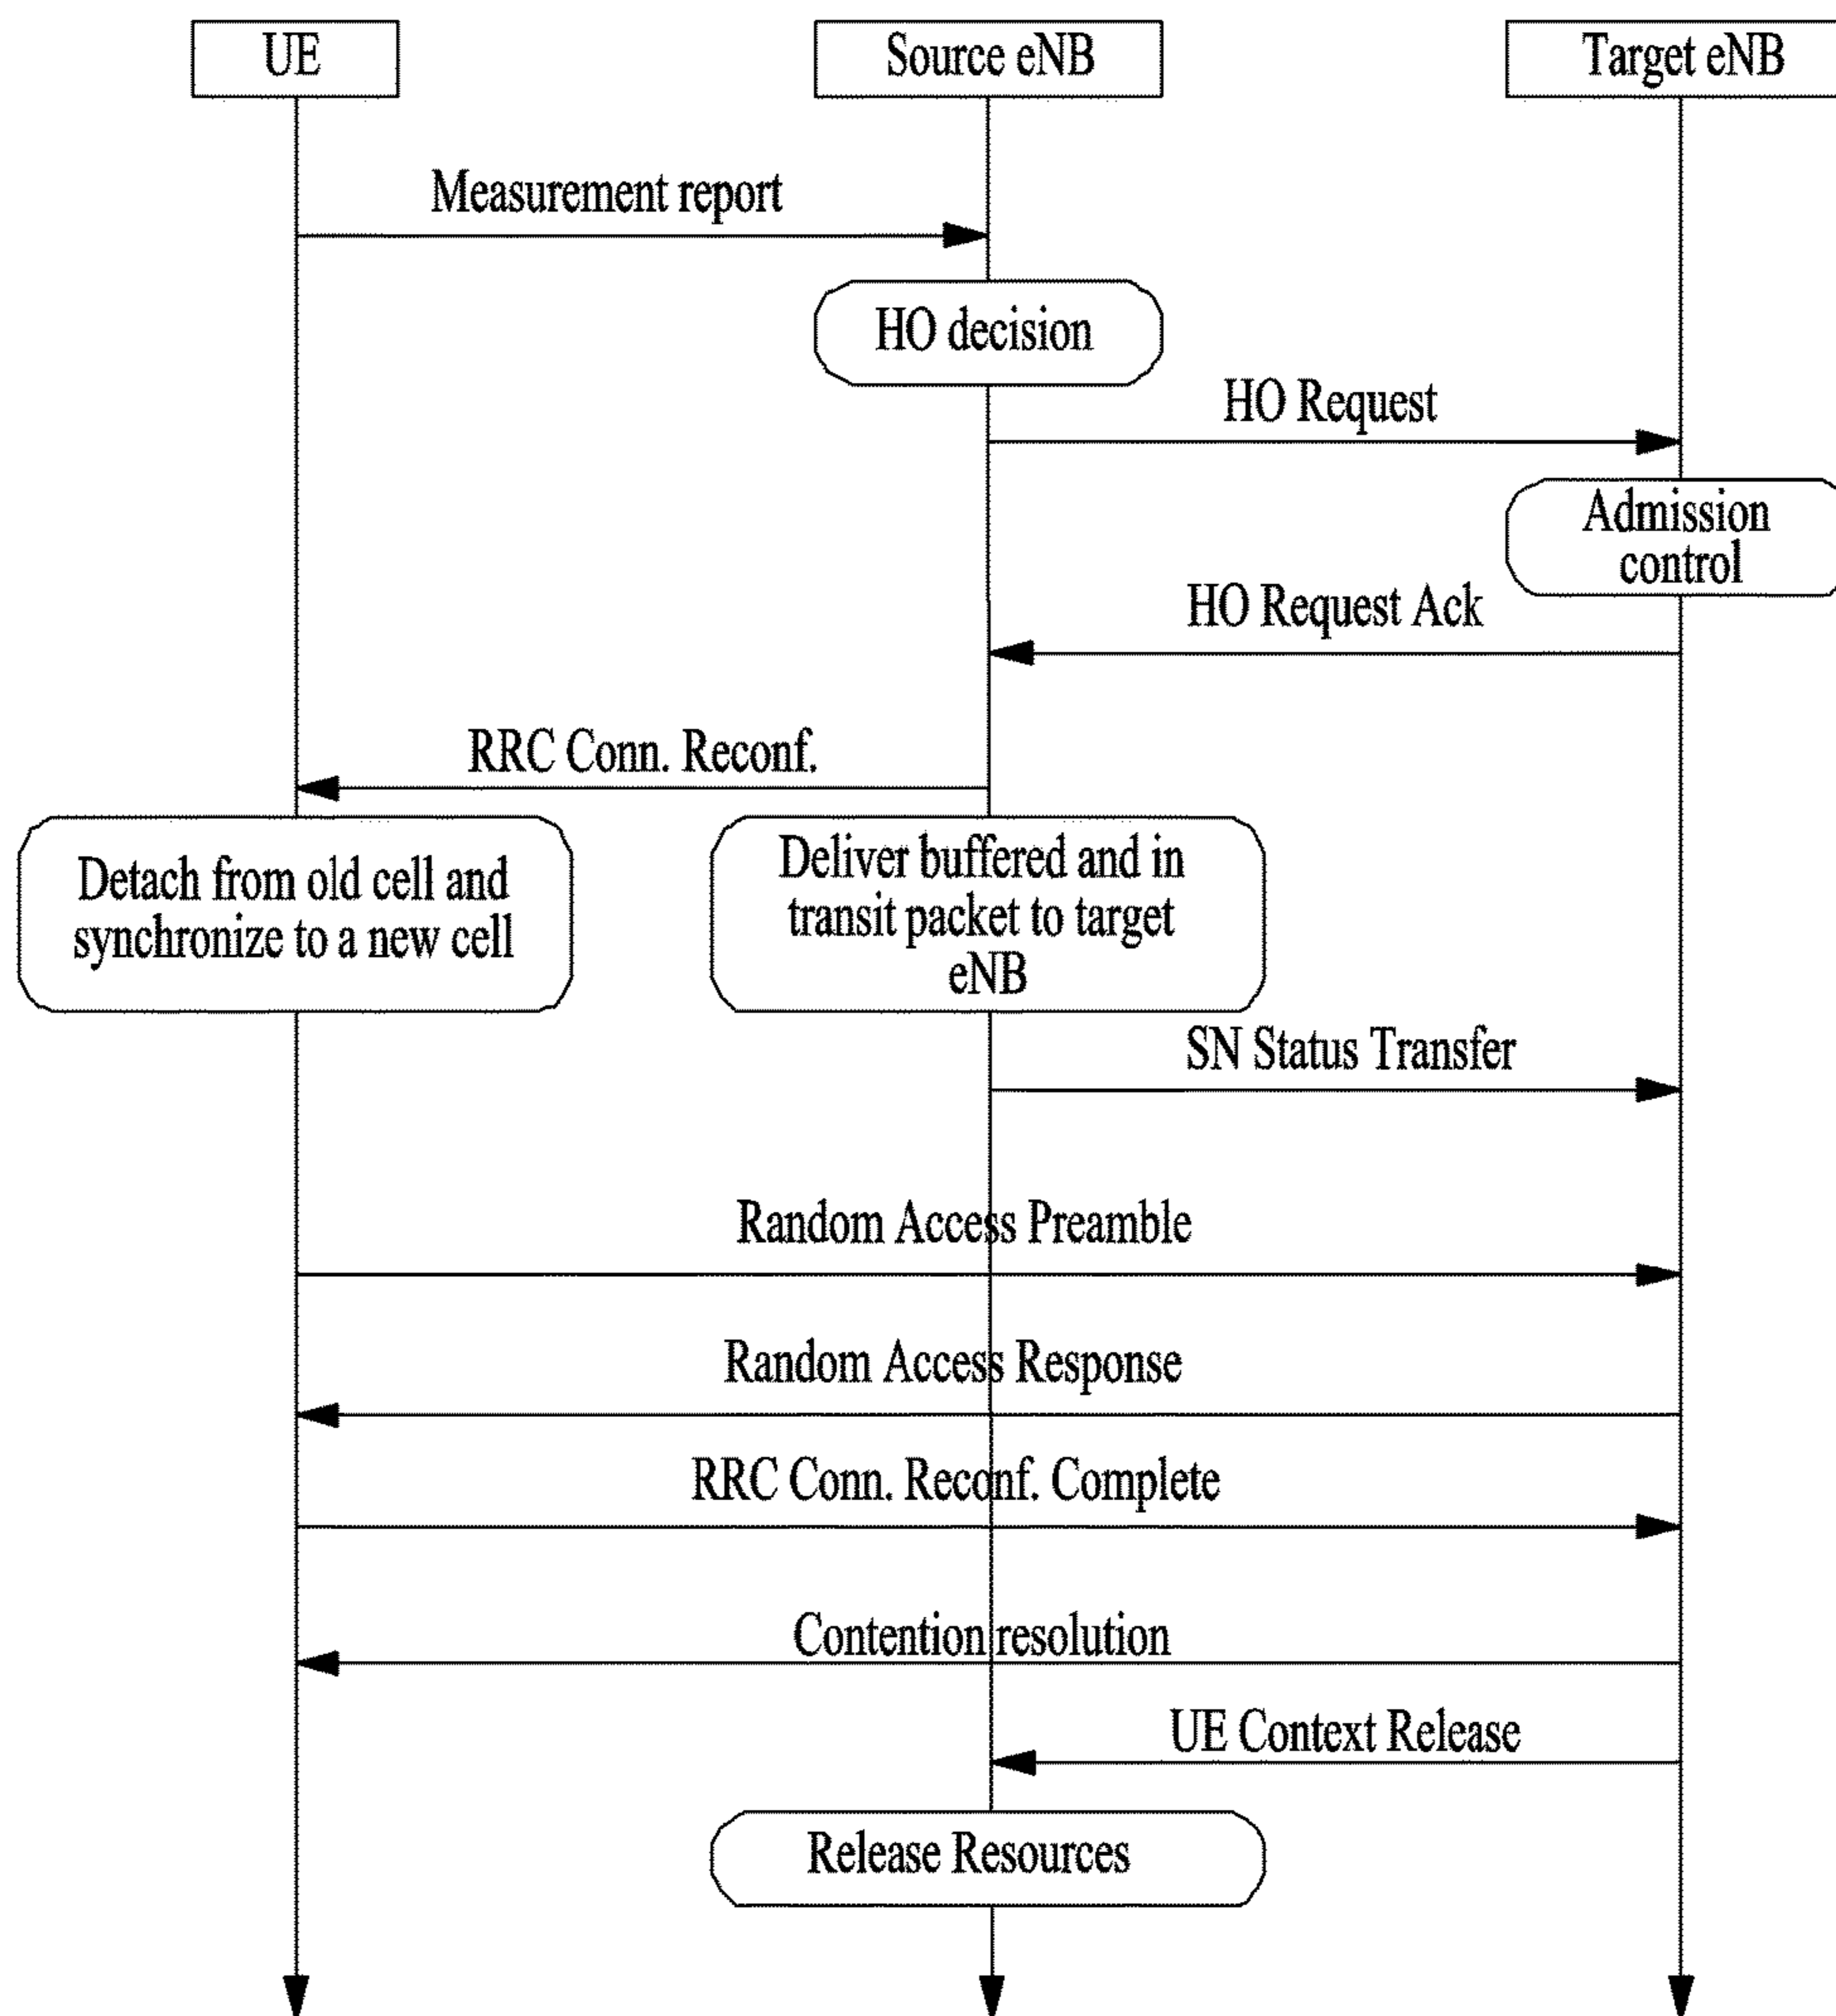 UE
Source eNB
Target eNB
Measurement report
HO decision
HO Request
Admission
control
HO Request Ack
RRC Conn. Reconf.
Detach from old cell and
synchronize to a new cell
Deliver buffered and in
transit packet to target
eNB
SN Status Transfer
Random Access Preamble
Random Access Response
RRC Conn. Reconf. Complete
Contention resolution
UE Context Release
Release Resources